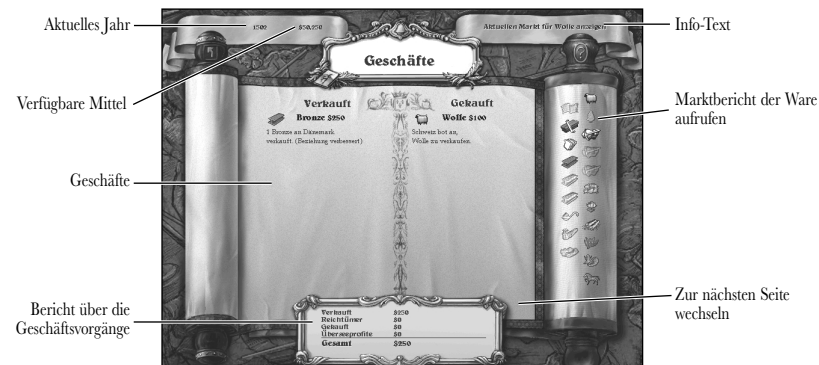 Aktuelles Jahr
1500
$50,250
Aktuellen Markt für Wolle anzeigen
Info-Text
Geschäfte
Verfügbare Mittel
Verkauft
Gekauft
Bronze $250
Wolle $100
1 Bronze an Dänemark
verkauft. (Beziehung verbessert)
Schweiz bot an,
Wolle zu verkaufen.
Marktbericht der Ware
aufrufen
Geschäfte
Bericht über die
Geschäftsvorgänge
Verkauft $250
Reichtümer $0
Gekauft $0
Überseeprofite $0
Gesamt $250
Zur nächsten Seite
wechseln